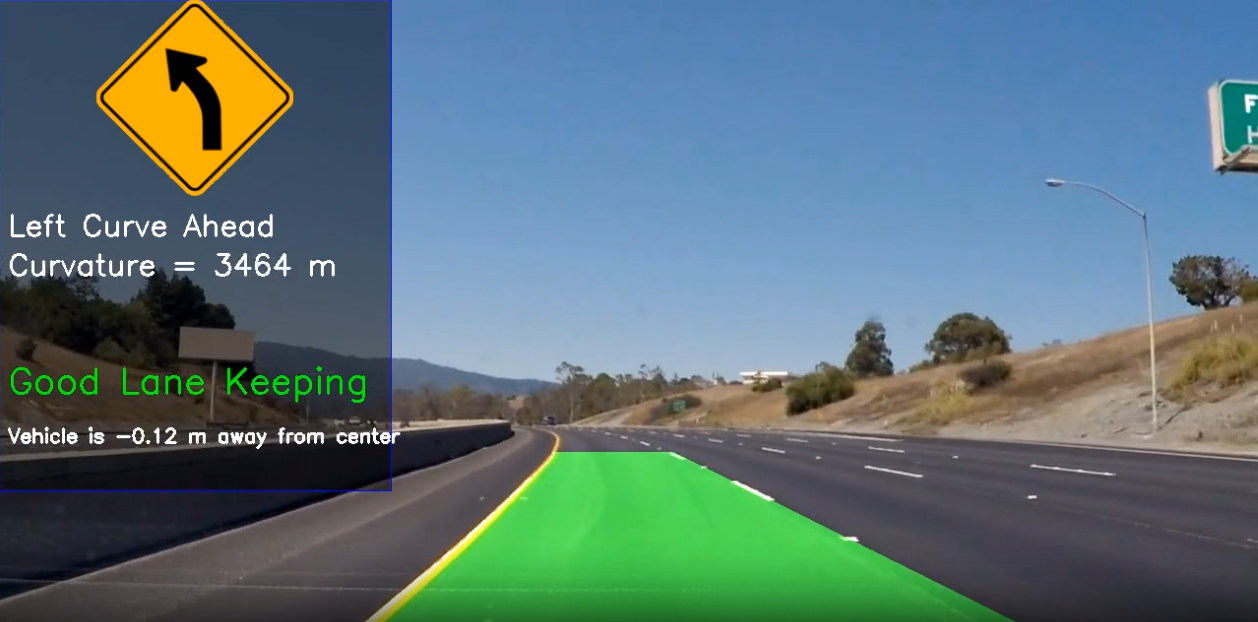 Left Curve Ahead
Curvature = 3464 m
Good Lane Keeping
Vehicle is -0.12 m away from center
F
H